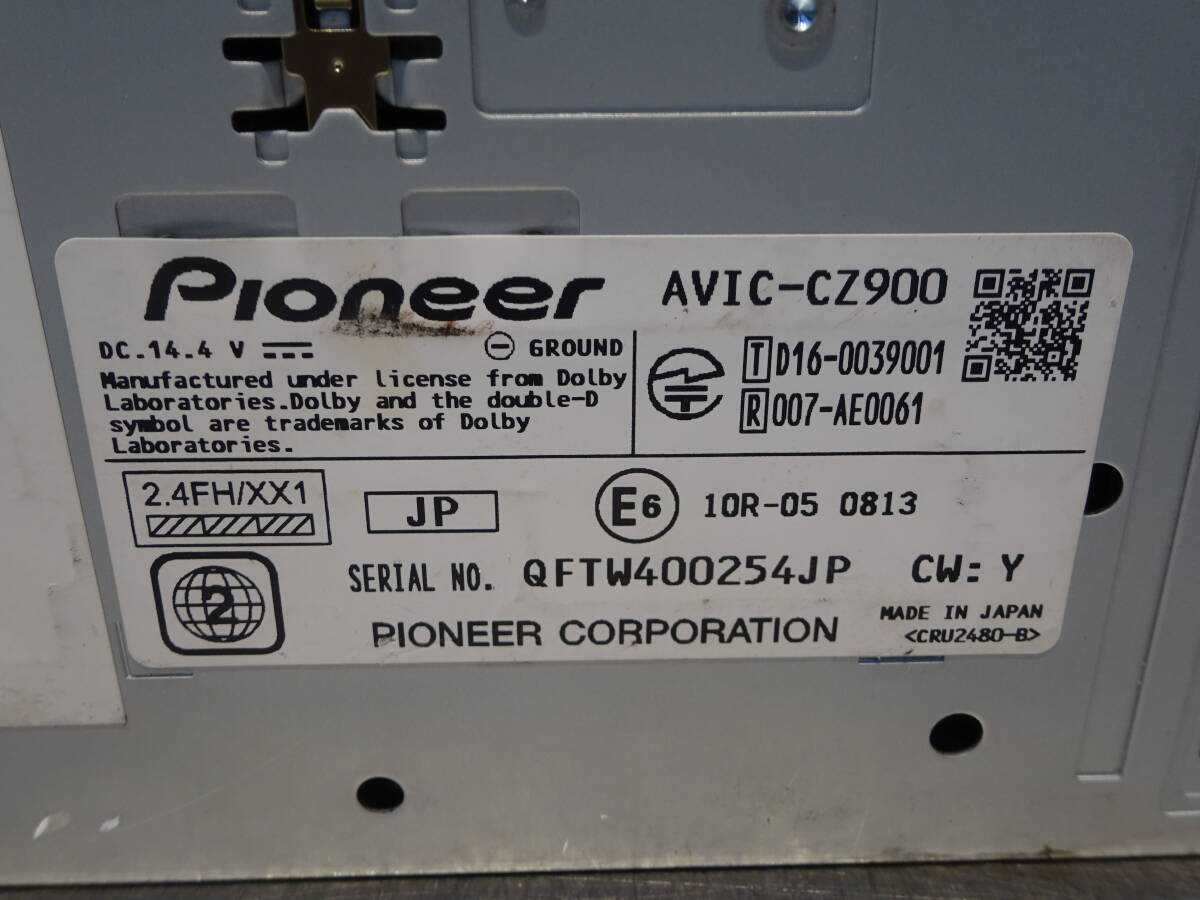 Pioneer AVIC-CZ900
DC.14.4 V GROUND
Manufactured under license from Dolby
Laboratories.Dolby and the double-D
symbol are trademarks of Dolby
Laboratories.
T D16-0039001
R 007-AE0061
2.4FH/XX1
JP
E6 10R-05 0813
2
SERIAL NO. QFTW400254JP CW: Y
MADE IN JAPAN
PIONEER CORPORATION
<CRU2480-B>